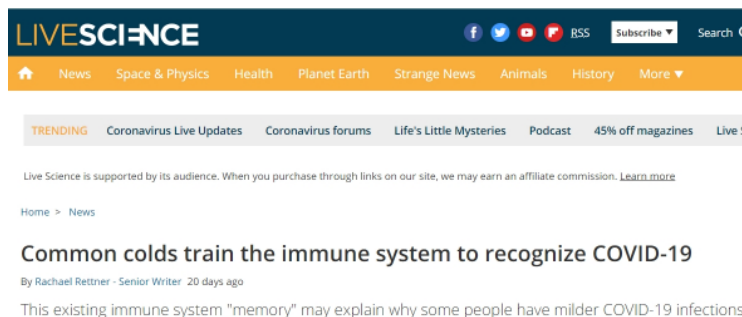 LIVESCIENCE
RSS Subscribe ▼ Search
News Space & Physics Health Planet Earth Strange News Animals History More ▼
TRENDING Coronavirus Live Updates Coronavirus forums Life's Little Mysteries Podcast 45% off magazines Live
Live Science is supported by its audience. When you purchase through links on our site, we may earn an affiliate commission. Learn more
Home > News
Common colds train the immune system to recognize COVID-19
By Rachael Rettner - Senior Writer 20 days ago
This existing immune system "memory" may explain why some people have milder COVID-19 infections